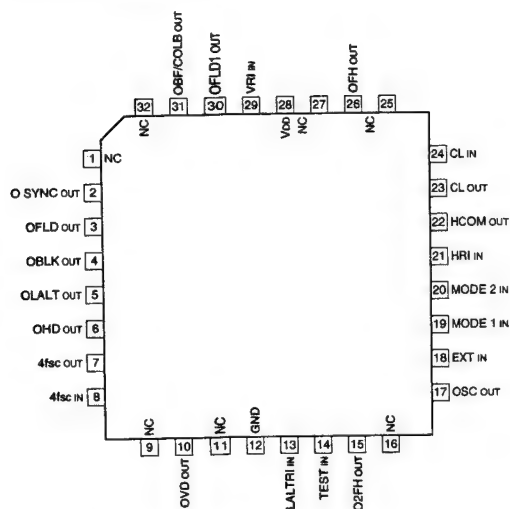 OBF/COLB OUT
OFLD1 OUT
VRI IN
OFH OUT
32 31 30 29 28 27 26 25
NC
VDD
NC
NC
1 NC
O SYNC OUT 2
OFLD OUT 3
OBLK OUT 4
OLALT OUT 5
OHD OUT 6
4fsc OUT 7
4fsc IN 8
24 CL IN
23 CL OUT
22 HCOM OUT
21 HRI IN
20 MODE 2 IN
19 MODE 1 IN
18 EXT IN
17 OSC OUT
NC
NC
GND
NC
9 10 11 12 13 14 15 16
OVD OUT
LALTRI IN
TEST IN
O2FH OUT